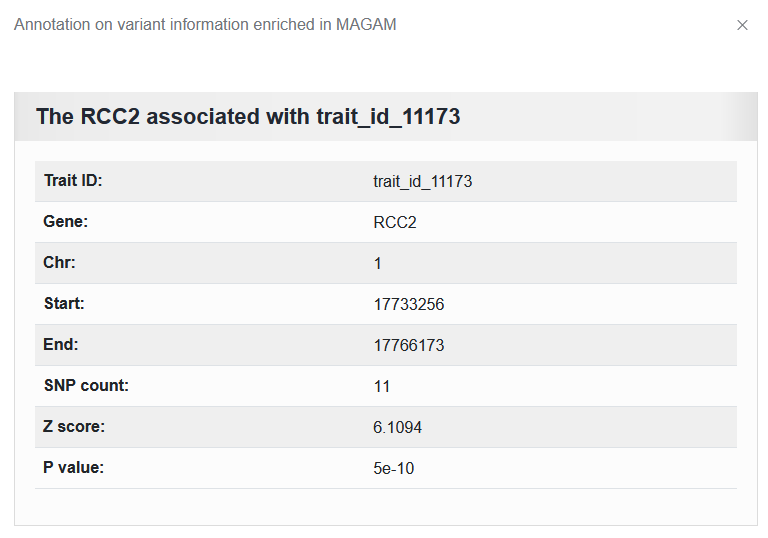 Annotation on variant information enriched in MAGAM
The RCC2 associated with trait_id_11173
Trait ID: trait_id_11173
Gene: RCC2
Chr: 1
Start: 17733256
End: 17766173
SNP count: 11
Z score: 6.1094
P value: 5e-10